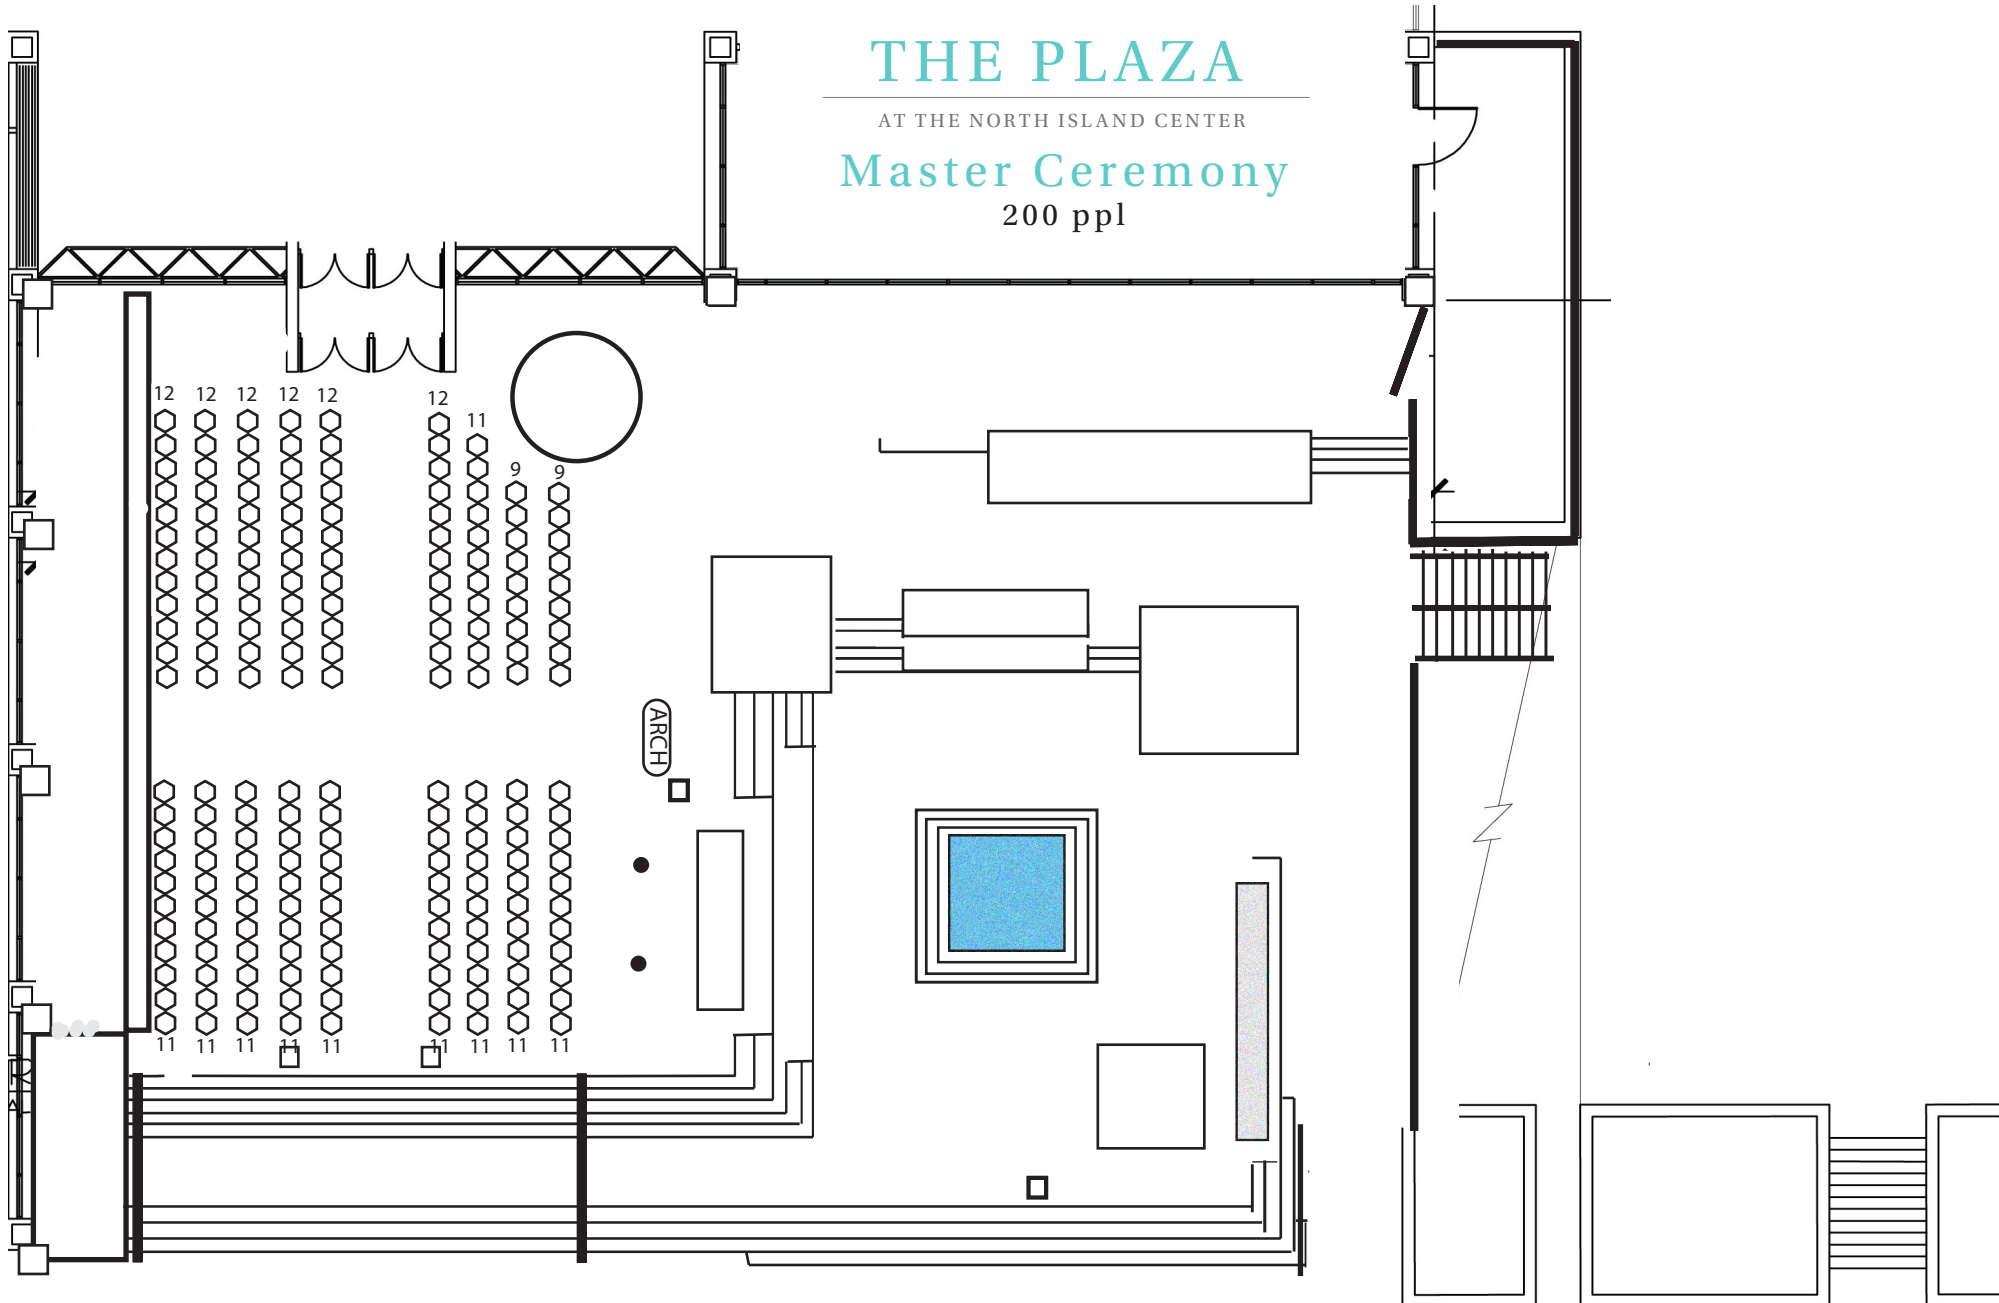 THE PLAZA
AT THE NORTH ISLAND CENTER
Master Ceremony
200 ppl
12 12 12 12 12 12 11 9 9
ARCH
11 11 11 11 11 11 11 11 11